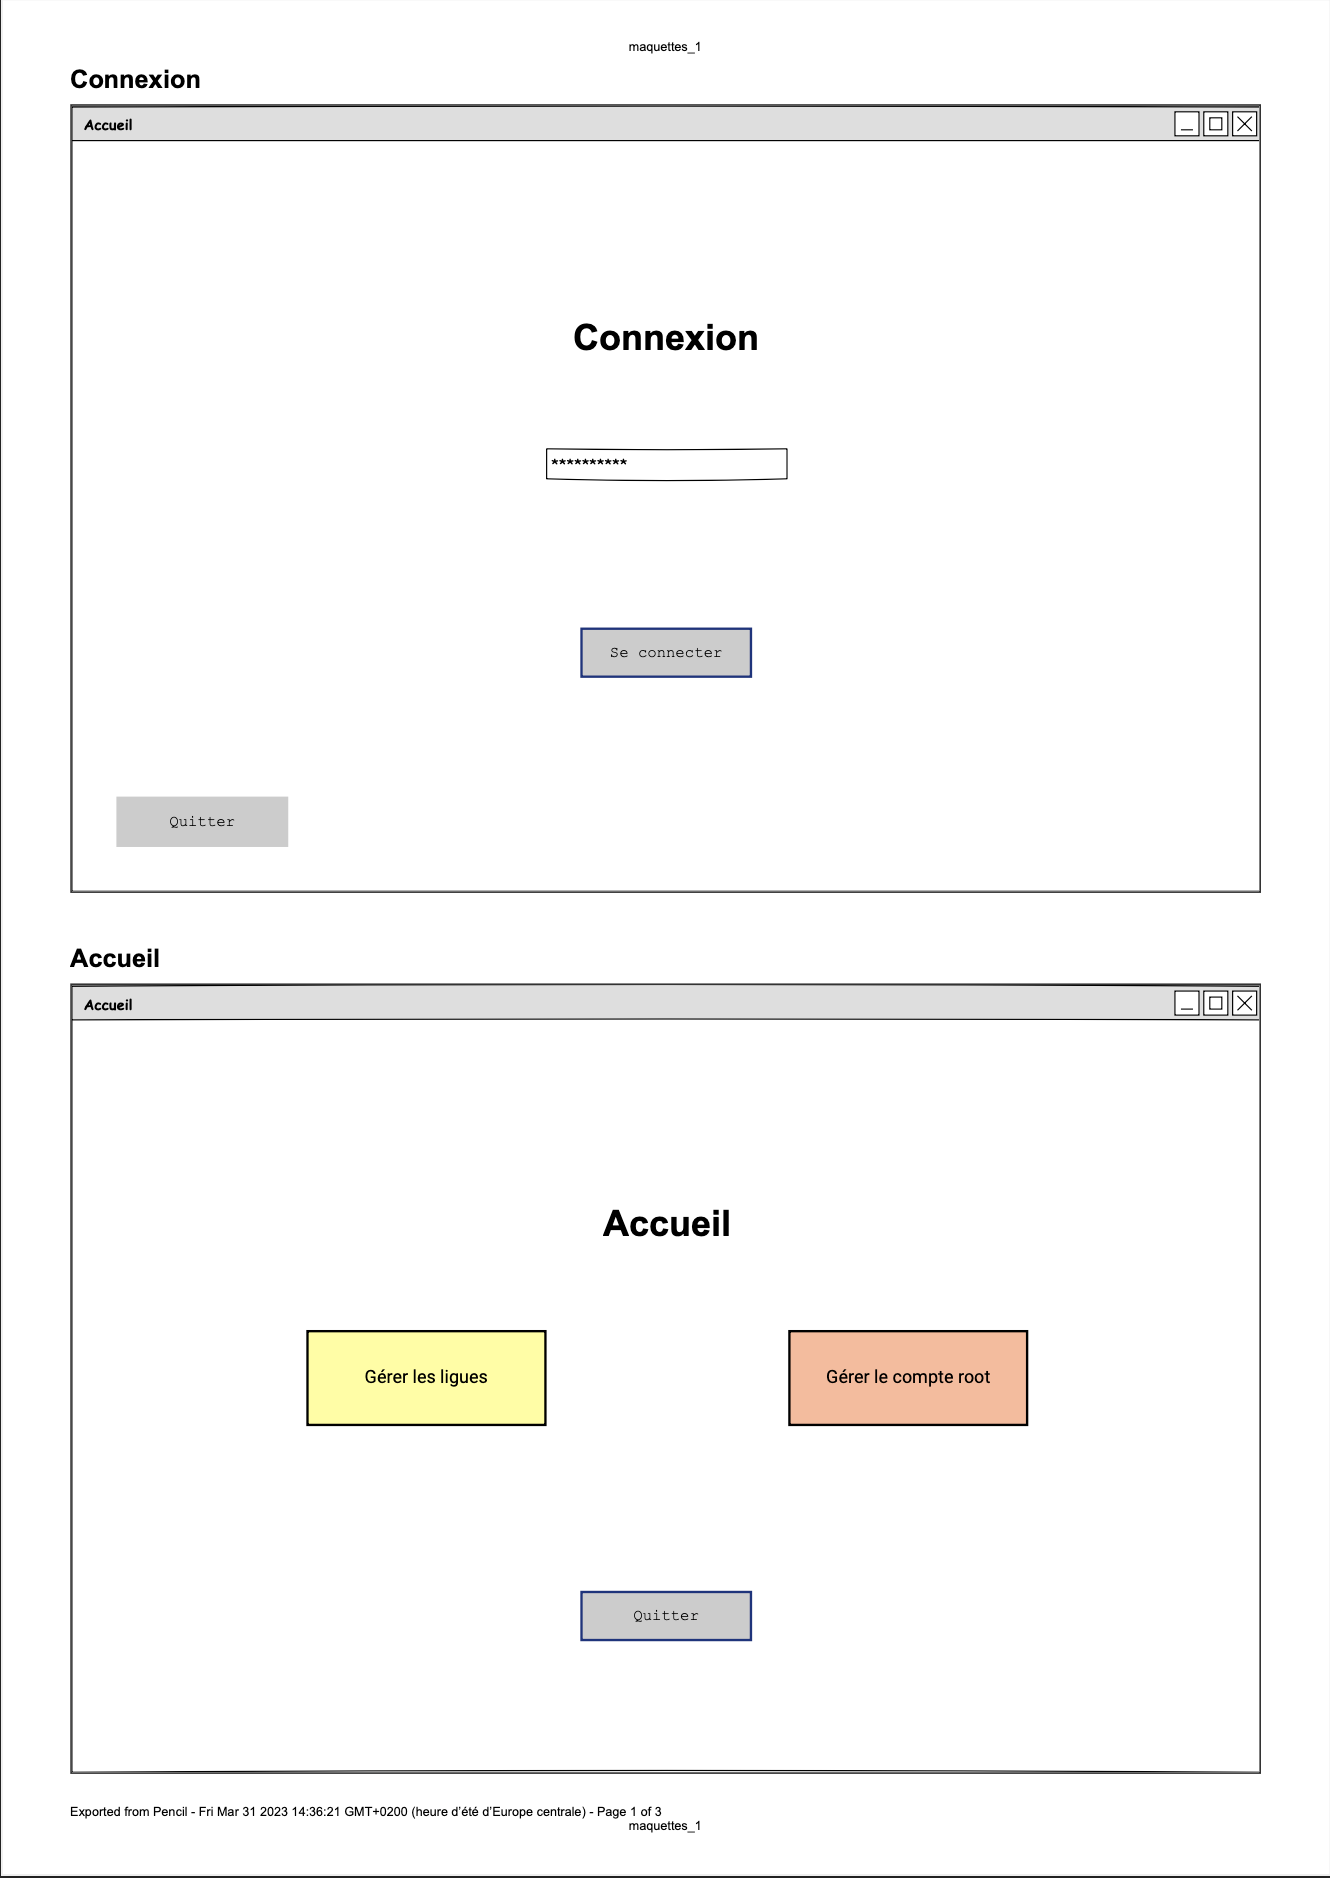 maquettes_1
Connexion
Accueil
Connexion
**********
Se connecter
Quitter
Accueil
Accueil
Accueil
Gérer les ligues
Gérer le compte root
Quitter
Exported from Pencil - Fri Mar 31 2023 14:36:21 GMT+0200 (heure d’été d’Europe centrale) - Page 1 of 3
maquettes_1